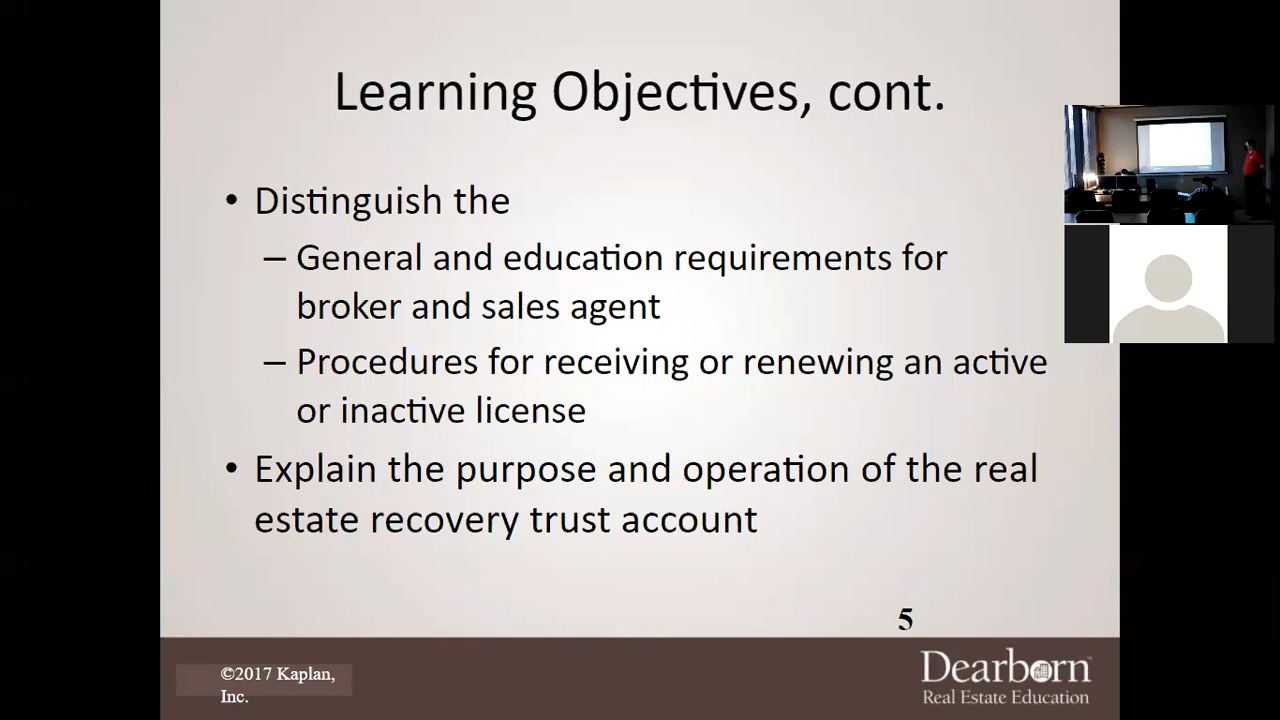 Learning Objectives, cont.
• Distinguish the
– General and education requirements for
broker and sales agent
– Procedures for receiving or renewing an active
or inactive license
• Explain the purpose and operation of the real
estate recovery trust account
5
©2017 Kaplan,
Inc.
Dearborn
Real Estate Education